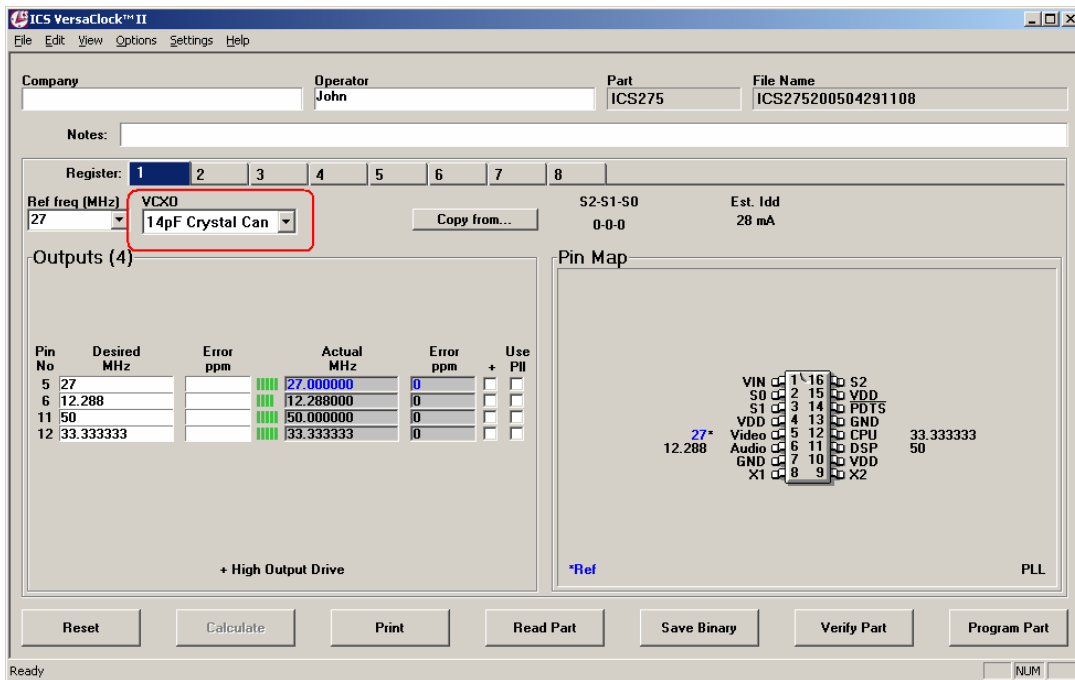 ICS VersaClock™ II
File Edit View Options Settings Help
Company Operator Part File Name
John ICS275 ICS275200504291108
Notes:
Register: 1 2 3 4 5 6 7 8
Ref freq (MHz) VCXO S2-S1-S0 Est. Idd
27 14pF Crystal Can Copy from... 0-0-0 28 mA
Outputs (4)
Pin No Desired MHz Error ppm Actual MHz Error ppm + Use Pll
5 27 27.000000 0
6 12.288 12.288000 0
11 50 50.000000 0
12 33.333333 33.333333 0
+ High Output Drive
Pin Map
VIN 1 16 S2
S0 2 15 VDD
S1 3 14 PDTS
VDD 4 13 GND
27* Video 5 12 CPU 33.333333
12.288 Audio 6 11 DSP 50
GND 7 10 VDD
X1 8 9 X2
*Ref PLL
Reset Calculate Print Read Part Save Binary Verify Part Program Part
Ready NUM